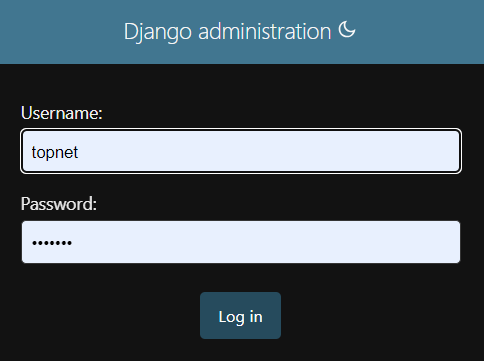 Django administration
Username:
topnet
Password:
•••••••
Log in